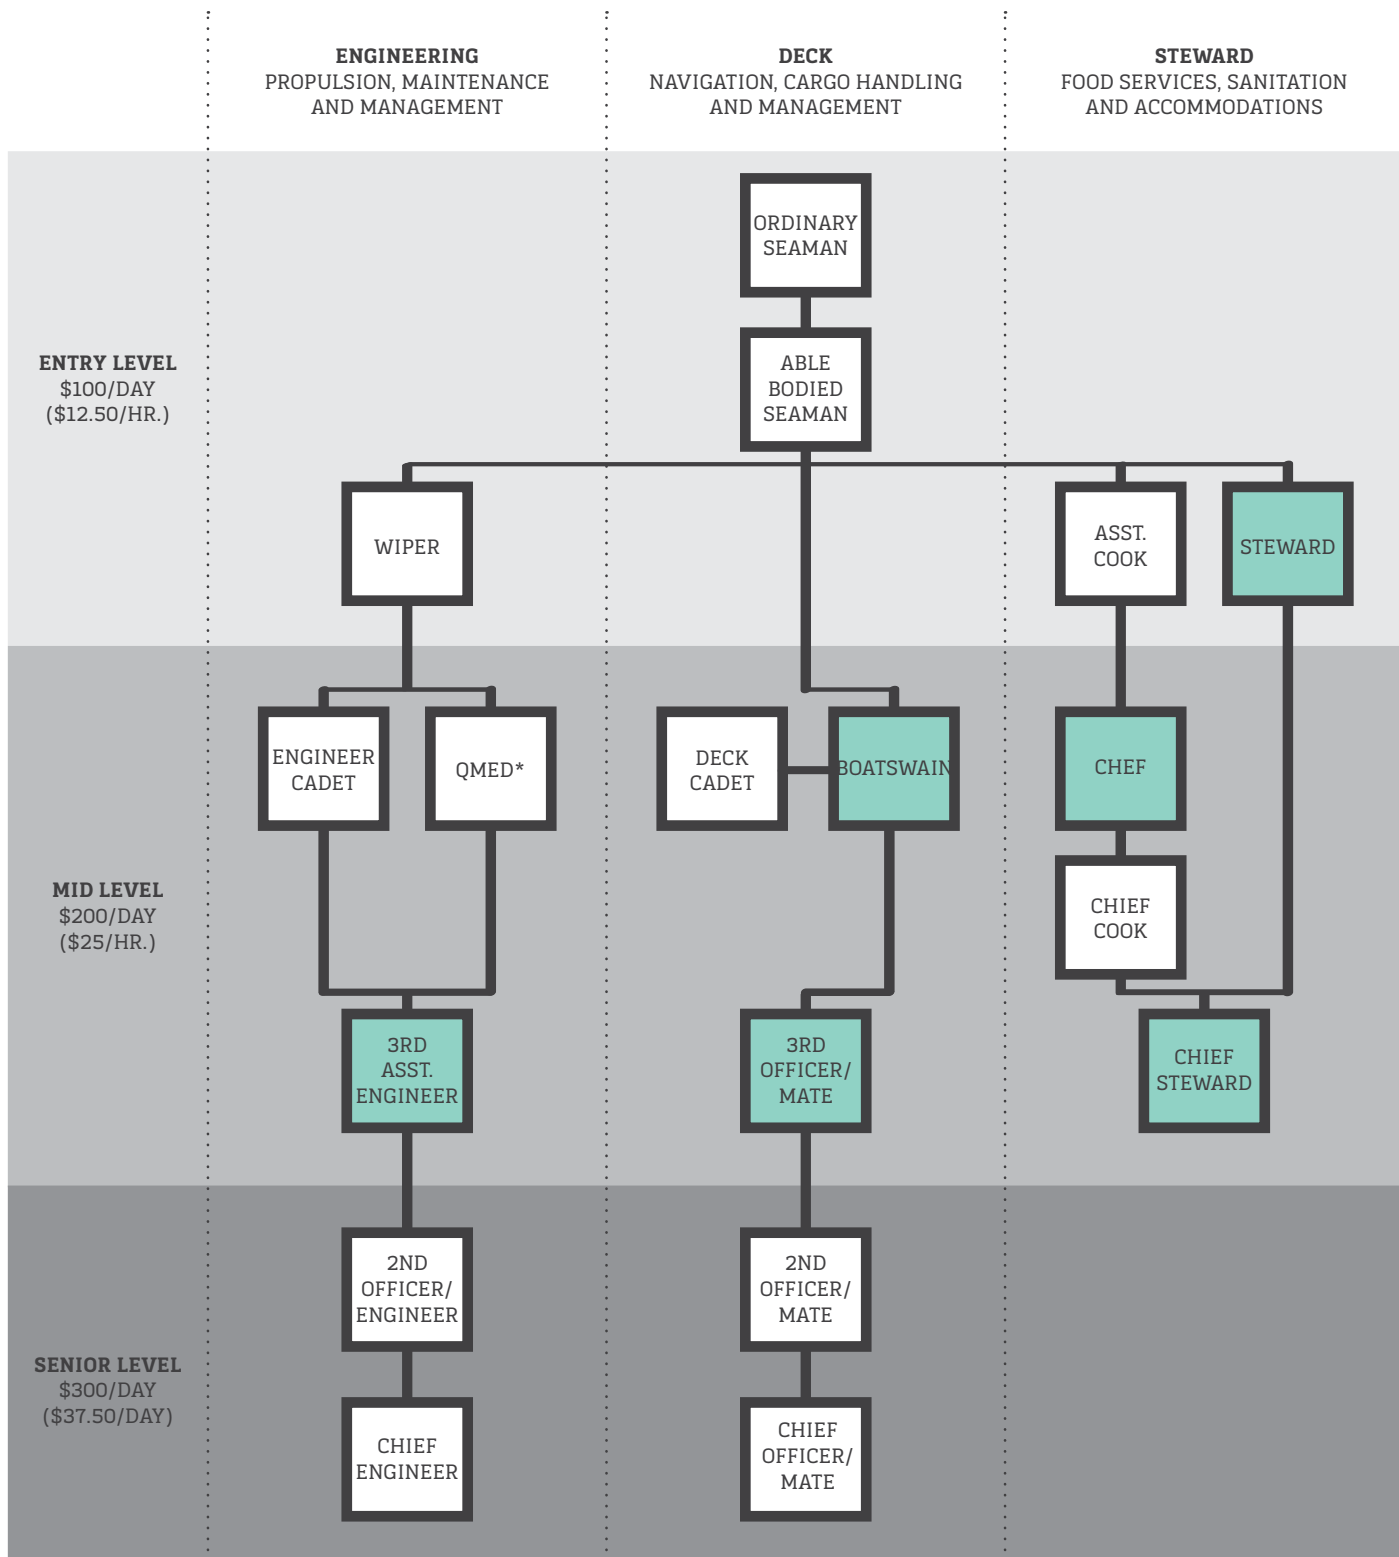 ENGINEERING
PROPULSION, MAINTENANCE
AND MANAGEMENT
DECK
NAVIGATION, CARGO HANDLING
AND MANAGEMENT
STEWARD
FOOD SERVICES, SANITATION
AND ACCOMMODATIONS
ENTRY LEVEL
$100/DAY
($12.50/HR.)
ORDINARY
SEAMAN
ABLE
BODIED
SEAMAN
WIPER
ASST.
COOK
STEWARD
MID LEVEL
$200/DAY
($25/HR.)
ENGINEER
CADET
QMED*
DECK
CADET
BOATSWAIN
CHEF
CHIEF
COOK
3RD
ASST.
ENGINEER
3RD
OFFICER/
MATE
CHIEF
STEWARD
SENIOR LEVEL
$300/DAY
($37.50/DAY)
2ND
OFFICER/
ENGINEER
2ND
OFFICER/
MATE
CHIEF
ENGINEER
CHIEF
OFFICER/
MATE